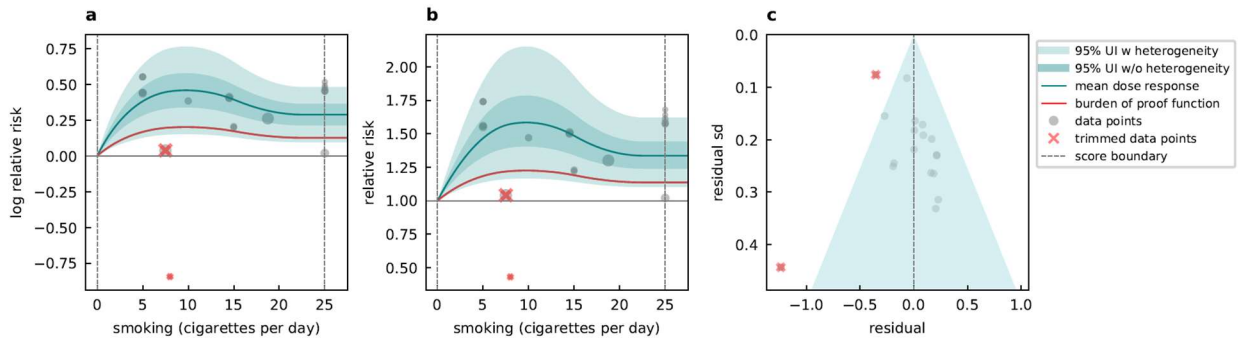 a
0.75
0.50
0.25
0.00
−0.25
−0.50
−0.75
log relative risk
0
5
10
15
20
25
smoking (cigarettes per day)
b
2.00
1.75
1.50
1.25
1.00
0.75
0.50
relative risk
0
5
10
15
20
25
smoking (cigarettes per day)
c
0.0
0.1
0.2
0.3
0.4
residual sd
−1.0
−0.5
0.0
0.5
1.0
residual
95% UI w heterogeneity
95% UI w/o heterogeneity
mean dose response
burden of proof function
data points
trimmed data points
score boundary